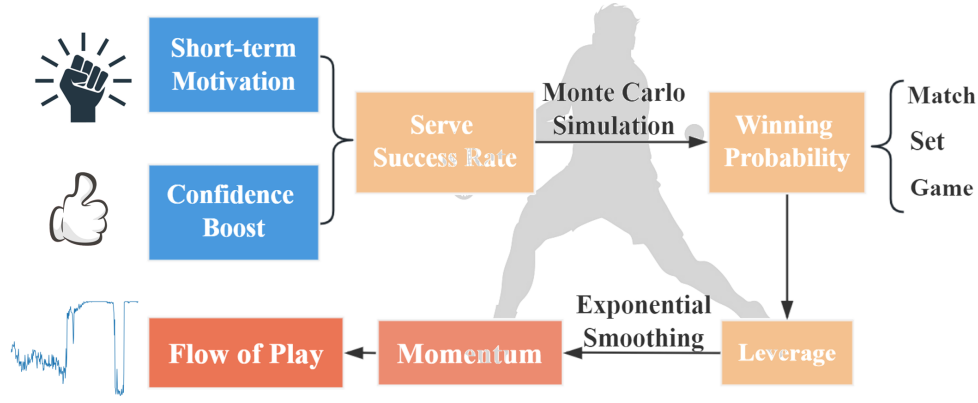 Short-term
Motivation
Confidence
Boost
Serve
Success Rate
Monte Carlo
Simulation
Winning
Probability
Match
Set
Game
Leverage
Exponential
Smoothing
Momentum
Flow of Play